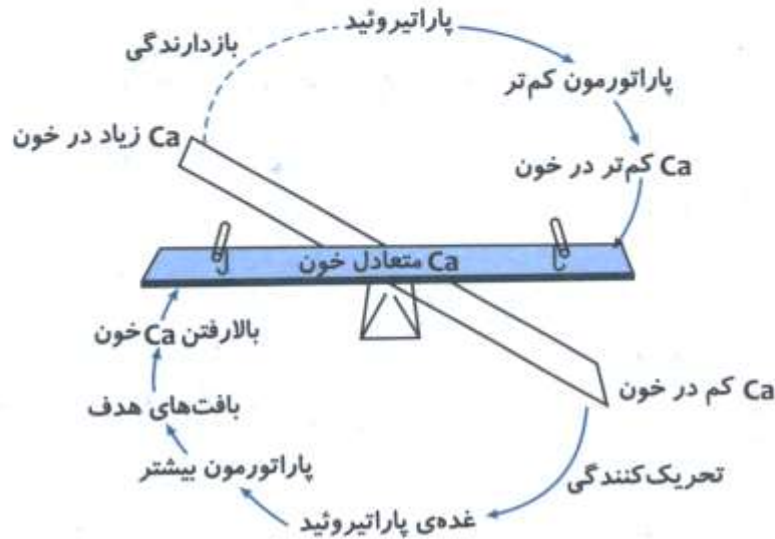 پاراتیروئید
بازدارندگی
پاراتورمون کم‌تر
Ca زیاد در خون
Ca کم‌تر در خون
Ca متعادل خون
بالارفتن Ca خون
Ca کم در خون
بافت‌های هدف
پاراتورمون بیشتر
تحریک‌کنندگی
غده‌ی پاراتیروئید